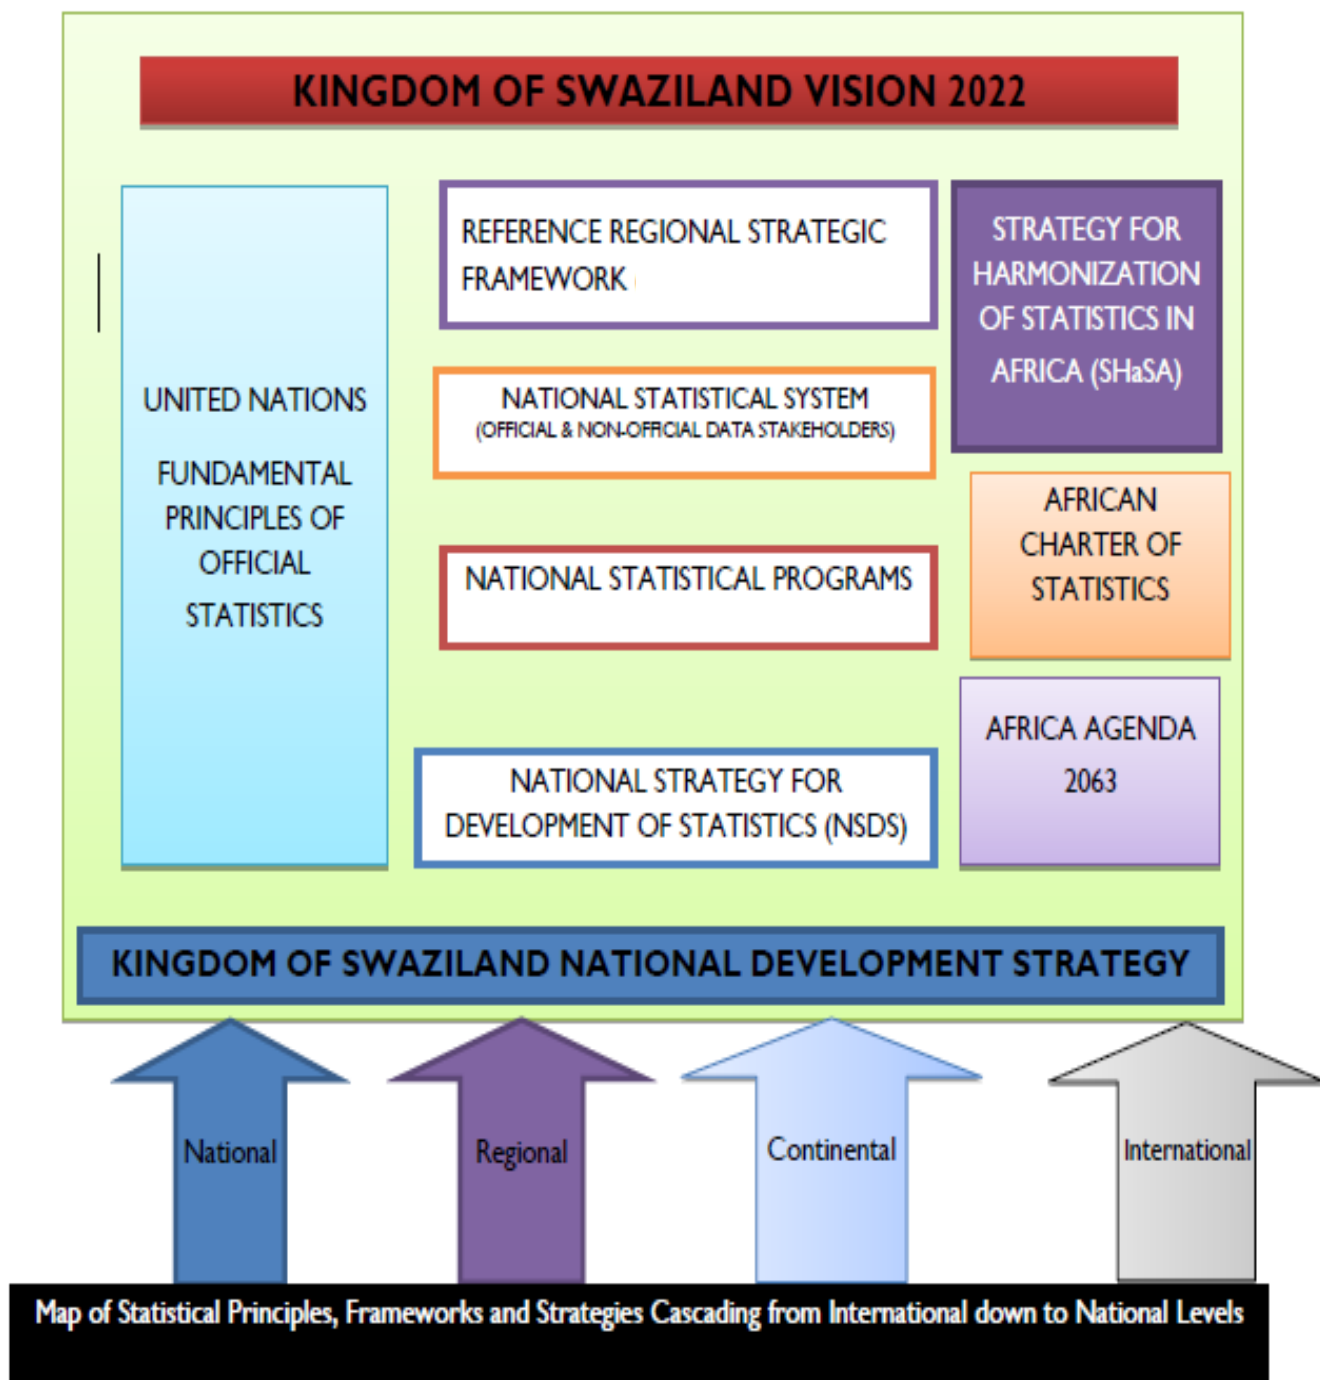 KINGDOM OF SWAZILAND VISION 2022
UNITED NATIONS
FUNDAMENTAL
PRINCIPLES OF
OFFICIAL
STATISTICS
REFERENCE REGIONAL STRATEGIC
FRAMEWORK
NATIONAL STATISTICAL SYSTEM
(OFFICIAL & NON-OFFICIAL DATA STAKEHOLDERS)
NATIONAL STATISTICAL PROGRAMS
NATIONAL STRATEGY FOR
DEVELOPMENT OF STATISTICS (NSDS)
STRATEGY FOR
HARMONIZATION
OF STATISTICS IN
AFRICA (SHaSA)
AFRICAN
CHARTER OF
STATISTICS
AFRICA AGENDA
2063
KINGDOM OF SWAZILAND NATIONAL DEVELOPMENT STRATEGY
National
Regional
Continental
International
Map of Statistical Principles, Frameworks and Strategies Cascading from International down to National Levels